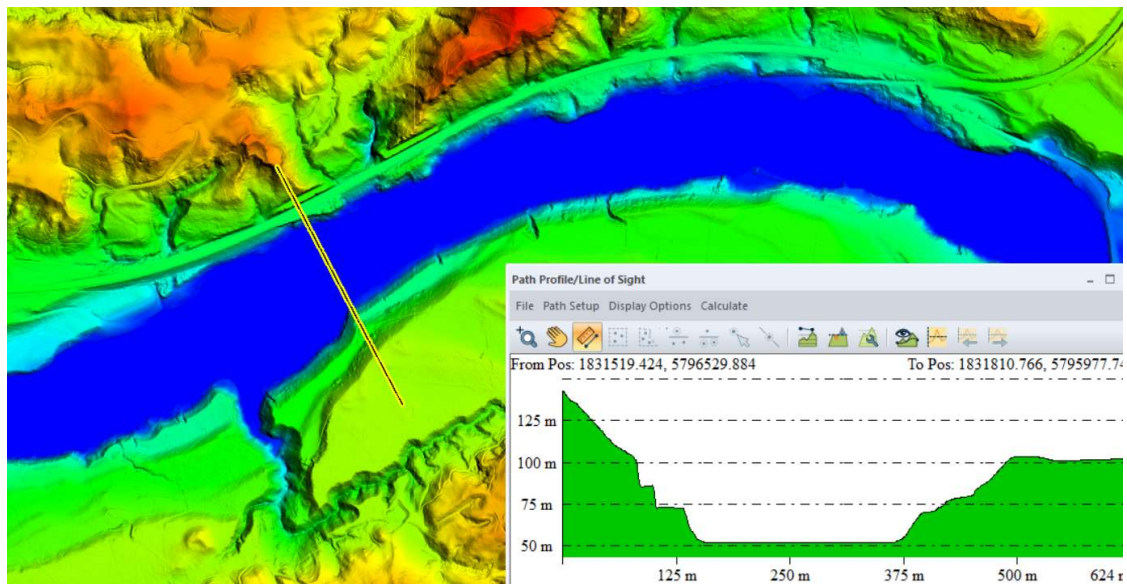 Path Profile/Line of Sight
File Path Setup Display Options Calculate
From Pos: 1831519.424, 5796529.884 To Pos: 1831810.766, 5795977.74
125 m
100 m
75 m
50 m
125 m 250 m 375 m 500 m 624 m